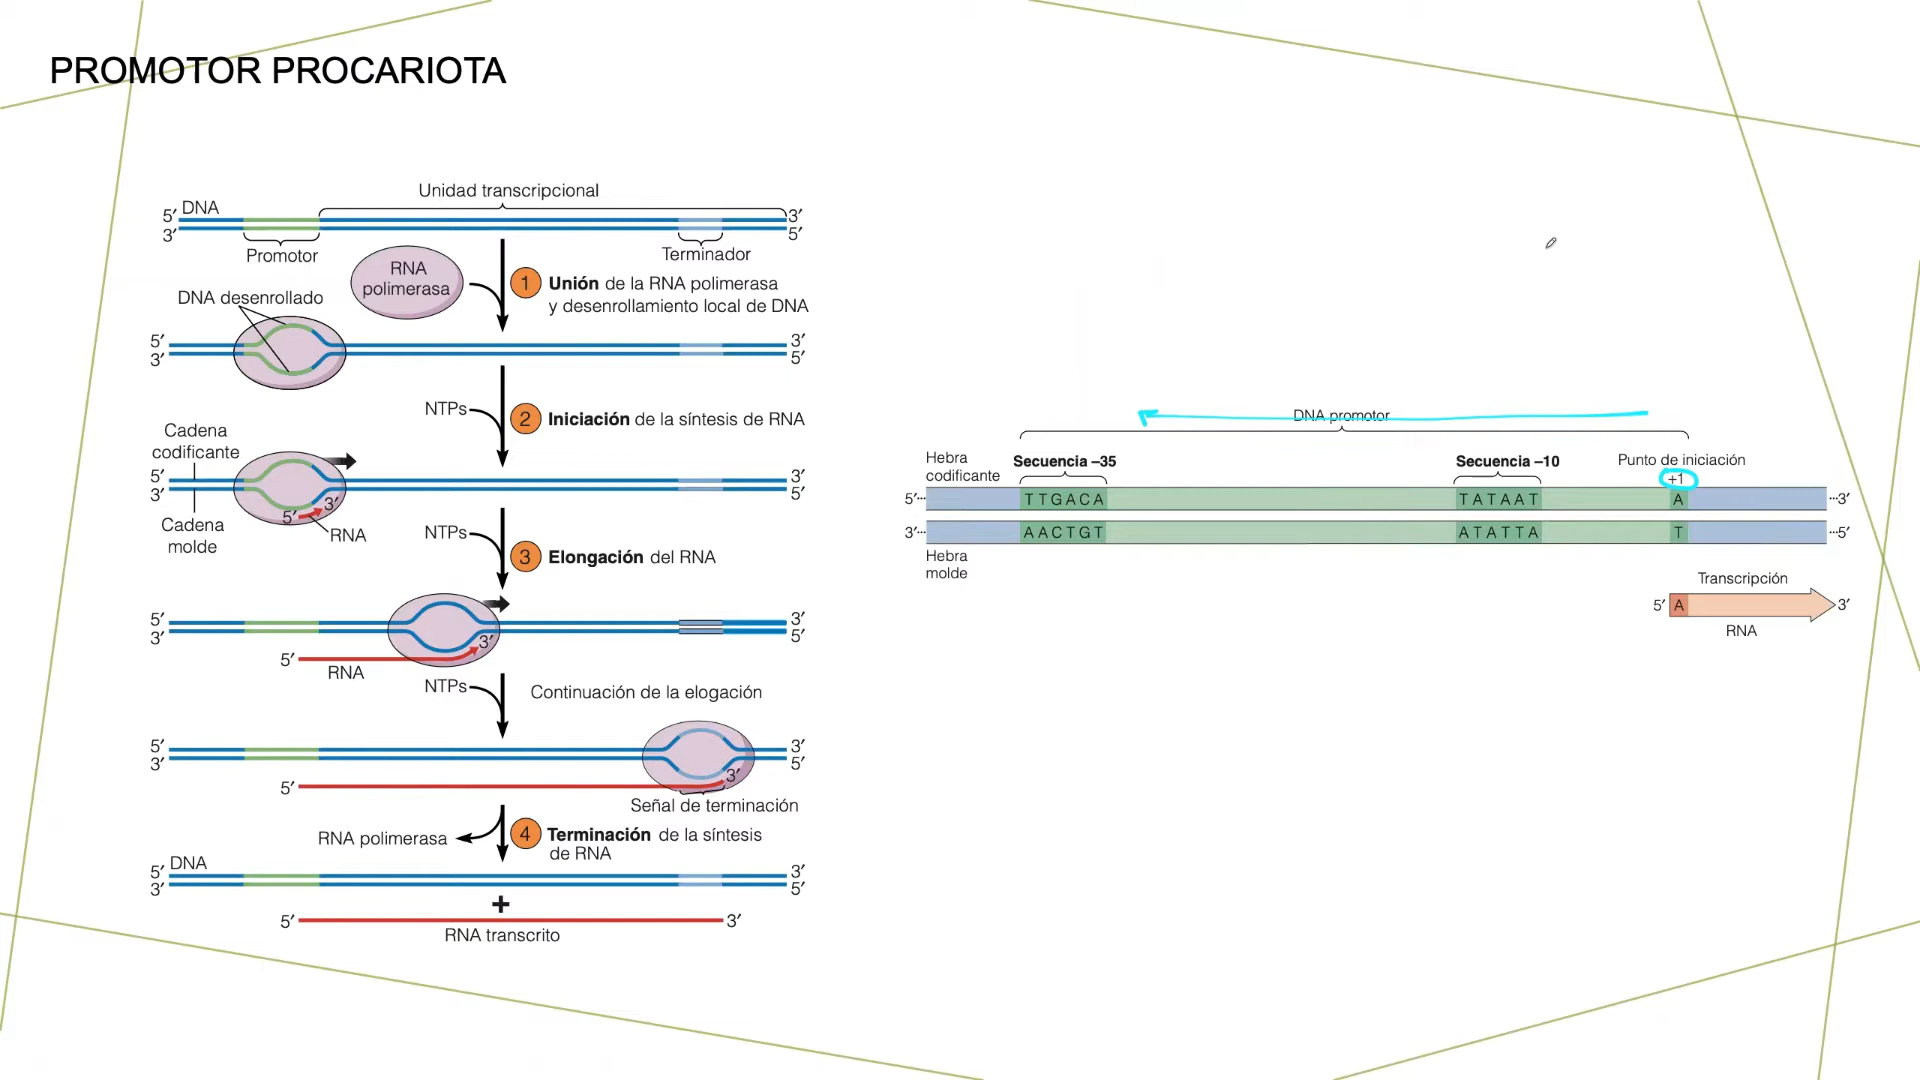 PROMOTOR PROCARIOTA
Unidad transcripcional
5′ DNA 3′
3′ 5′
Promotor
Terminador
RNA
polimerasa
1 Unión de la RNA polimerasa
y desenrollamiento local de DNA
DNA desenrollado
5′ 3′
3′ 5′
NTPs
2 Iniciación de la síntesis de RNA
Cadena
codificante
5′ 3′
3′ 5′
3′
5′
RNA
Cadena
molde
NTPs
3 Elongación del RNA
5′ 3′
3′ 5′
3′
5′
RNA
NTPs
Continuación de la elogación
5′ 3′
3′ 5′
3′
5′
Señal de terminación
RNA polimerasa
4 Terminación de la síntesis
de RNA
5′ DNA 3′
3′ 5′
+
5′ 3′
RNA transcrito
DNA promotor
Hebra
codificante
Secuencia –35
Secuencia –10
Punto de iniciación
+1
5′··· TTGACA TATAAT A ···3′
3′··· AACTGT ATATTA T ···5′
Hebra
molde
Transcripción
5′ A 3′
RNA